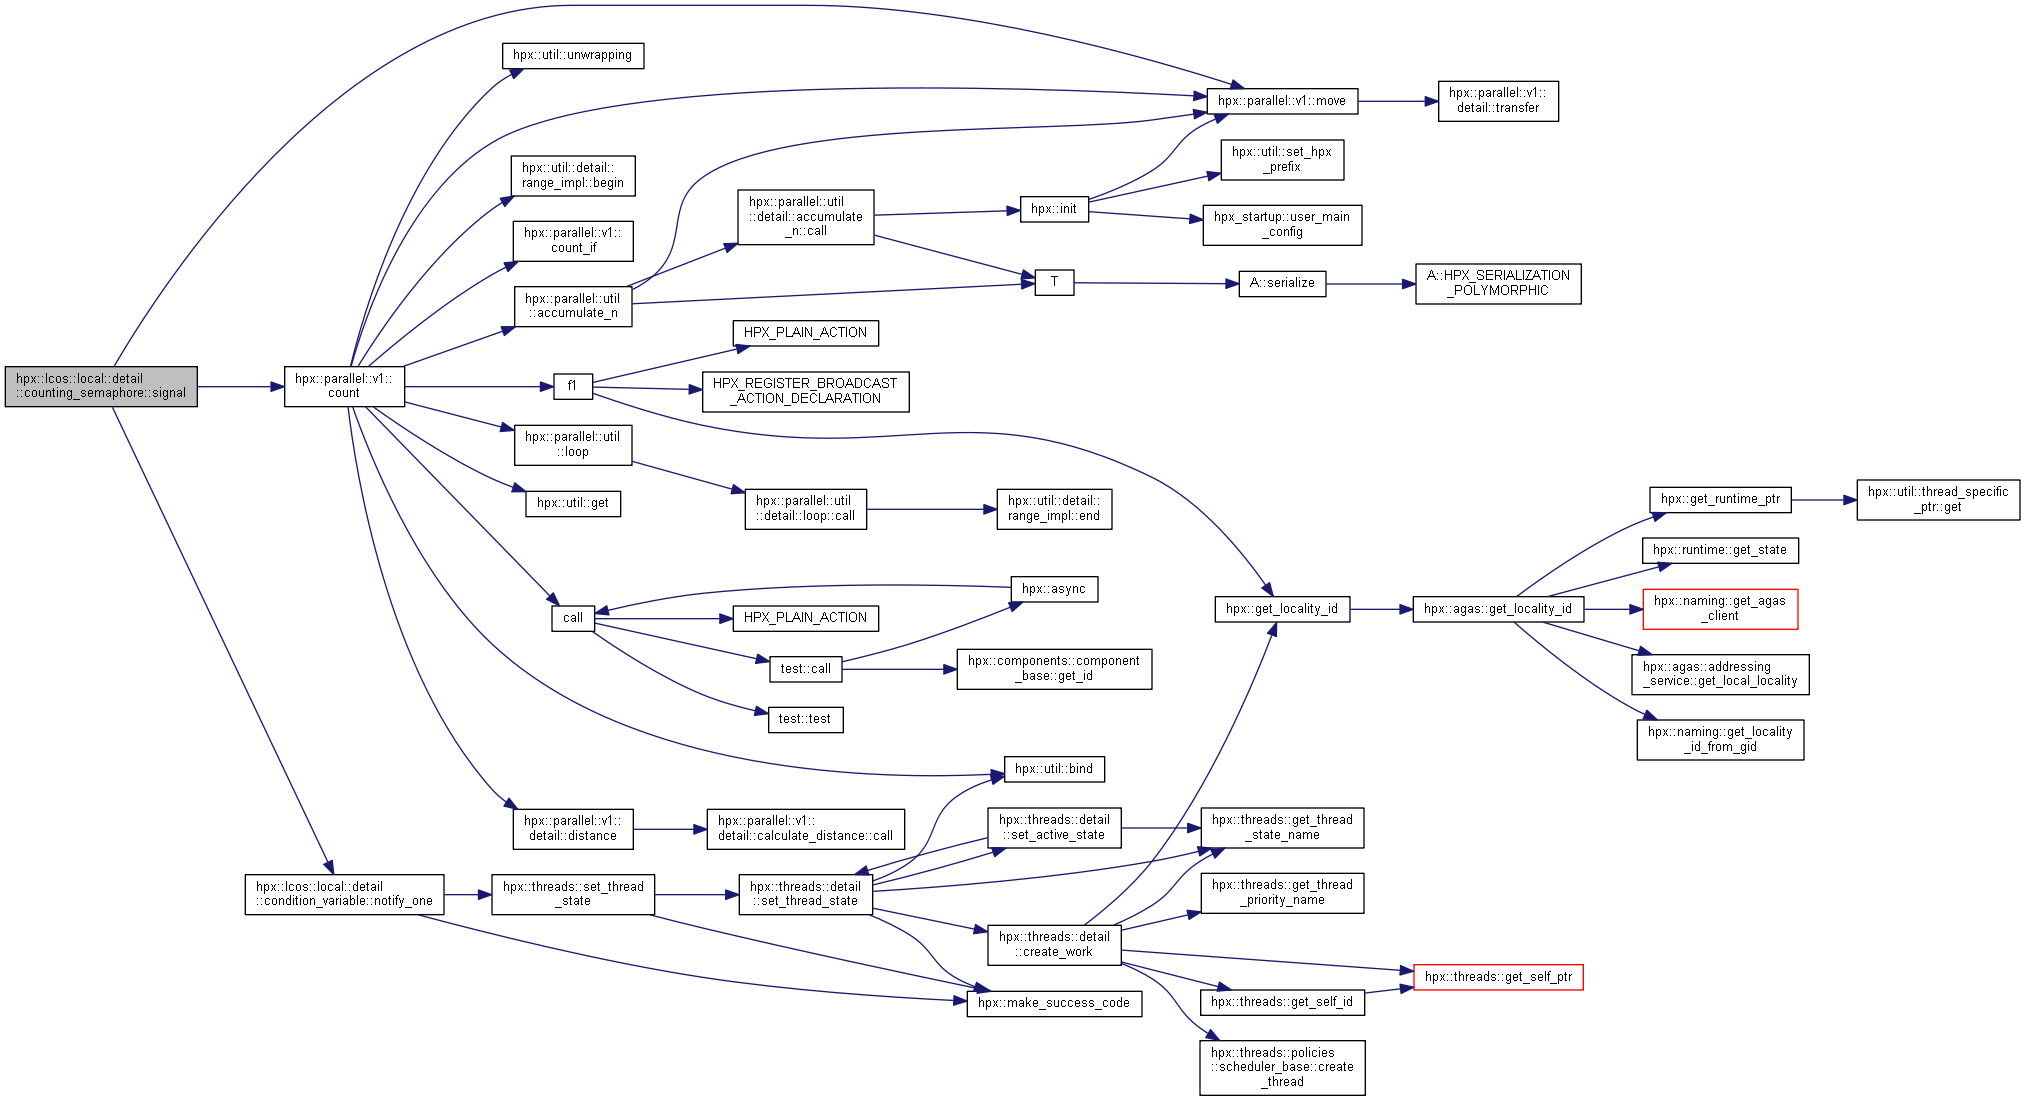 hpx::lcos::local::detail
::counting_semaphore::signal
hpx::parallel::v1::
count
hpx::lcos::local::detail
::condition_variable::notify_one
hpx::util::unwrapping
hpx::util::detail::
range_impl::begin
hpx::parallel::v1::
count_if
hpx::parallel::util
::accumulate_n
f1
hpx::parallel::util
::loop
hpx::util::get
call
hpx::parallel::v1::
detail::distance
hpx::threads::set_thread
_state
hpx::parallel::util
::detail::accumulate
_n::call
HPX_PLAIN_ACTION
HPX_REGISTER_BROADCAST
_ACTION_DECLARATION
hpx::parallel::util
::detail::loop::call
HPX_PLAIN_ACTION
test::call
test::test
hpx::parallel::v1::
detail::calculate_distance::call
hpx::threads::detail
::set_thread_state
hpx::init
T
hpx::util::detail::
range_impl::end
hpx::async
hpx::components::component
_base::get_id
hpx::util::bind
hpx::threads::detail
::set_active_state
hpx::threads::detail
::create_work
hpx::make_success_code
hpx::parallel::v1::move
hpx::util::set_hpx
_prefix
hpx_startup::user_main
_config
A::serialize
hpx::get_locality_id
hpx::threads::get_thread
_state_name
hpx::threads::get_thread
_priority_name
hpx::threads::get_self_id
hpx::threads::policies
::scheduler_base::create
_thread
hpx::parallel::v1::
detail::transfer
A::HPX_SERIALIZATION
_POLYMORPHIC
hpx::agas::get_locality_id
hpx::threads::get_self_ptr
hpx::get_runtime_ptr
hpx::runtime::get_state
hpx::naming::get_agas
_client
hpx::agas::addressing
_service::get_local_locality
hpx::naming::get_locality
_id_from_gid
hpx::util::thread_specific
_ptr::get